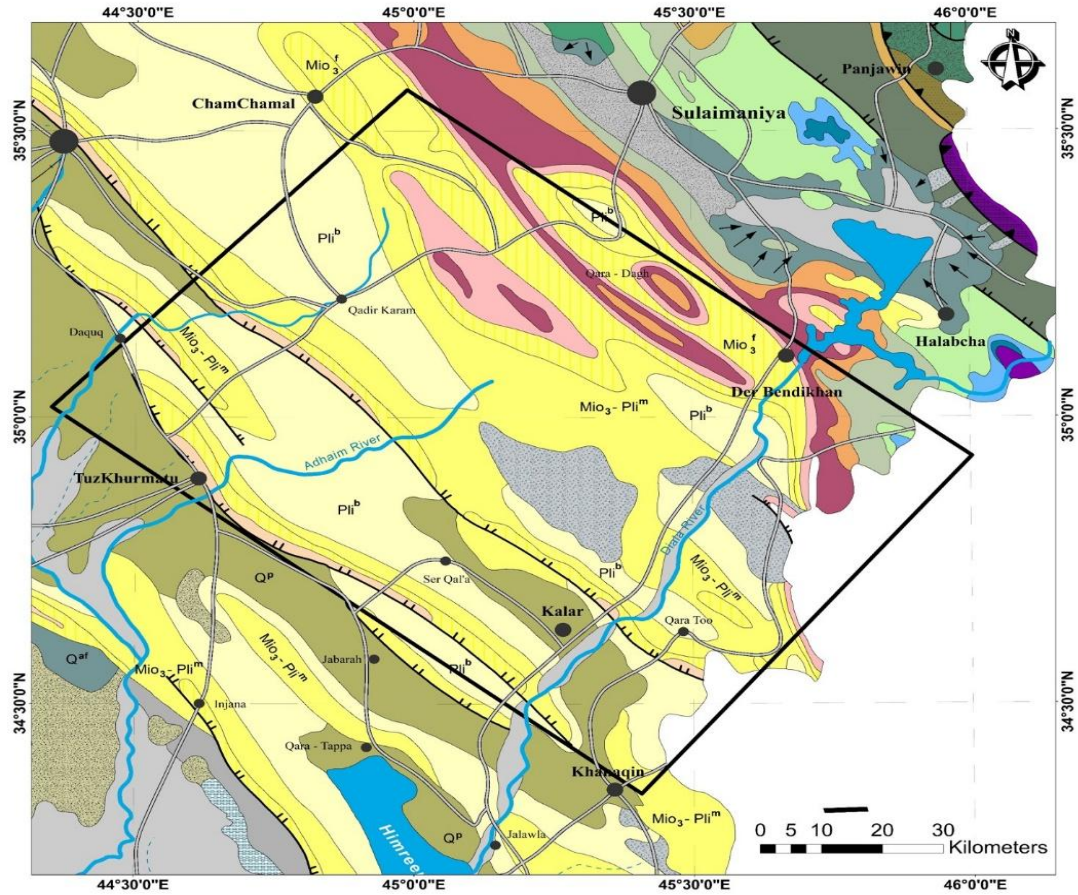 44°30'0"E 45°0'0"E 45°30'0"E 46°0'0"E
N
Mio₃ᶠ
Panjawin
ChamChamal
Sulaimaniya
35°30'0"N 35°30'0"N
Pliᵇ
Pliᵇ
Qara - Dagh
Qadir Karam
Daquq
Mio₃- Pliᵐ
Mio₃ᶠ
Halabcha
Der Bendikhan
Mio₃- Pliᵐ
Pliᵇ
35°0'0"N 35°0'0"N
Adhaim River
TuzKhurmatu
Pliᵇ
Diala River
Qᵖ
Ser Qal'a
Pliᵇ
Mio₃- Pliᵐ
Kalar
Qara Too
Mio₃- Pliᵐ
Jabarah
Pliᵇ
Qᵃᶠ
Mio₃- Pliᵐ
Injana
34°30'0"N 34°30'0"N
Qara - Tappa
Khanaqin
Mio₃- Pliᵐ
Himreen
Qᵖ
Jalawla
0 5 10 20 30
Kilometers
44°30'0"E 45°0'0"E 45°30'0"E 46°0'0"E